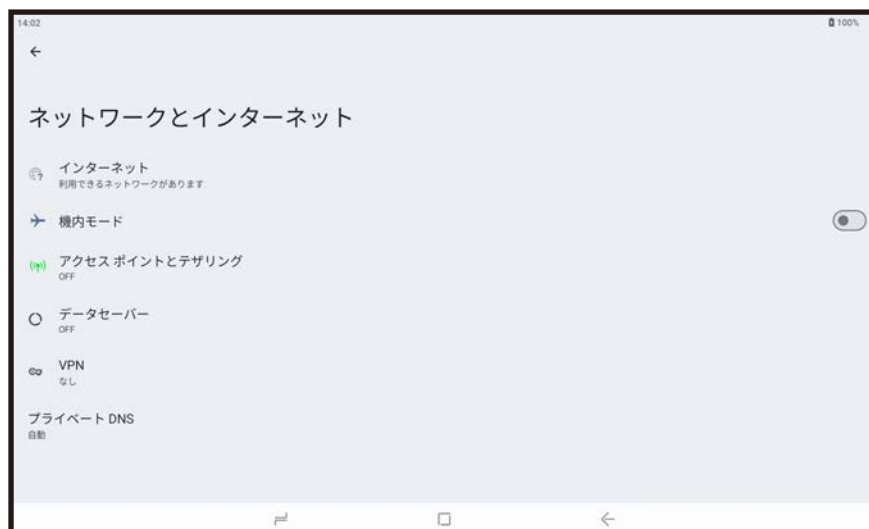 14:02
100%
ネットワークとインターネット
インターネット
利用できるネットワークがあります
機内モード
アクセス ポイントとテザリング
OFF
データセーバー
OFF
VPN
なし
プライベート DNS
自動